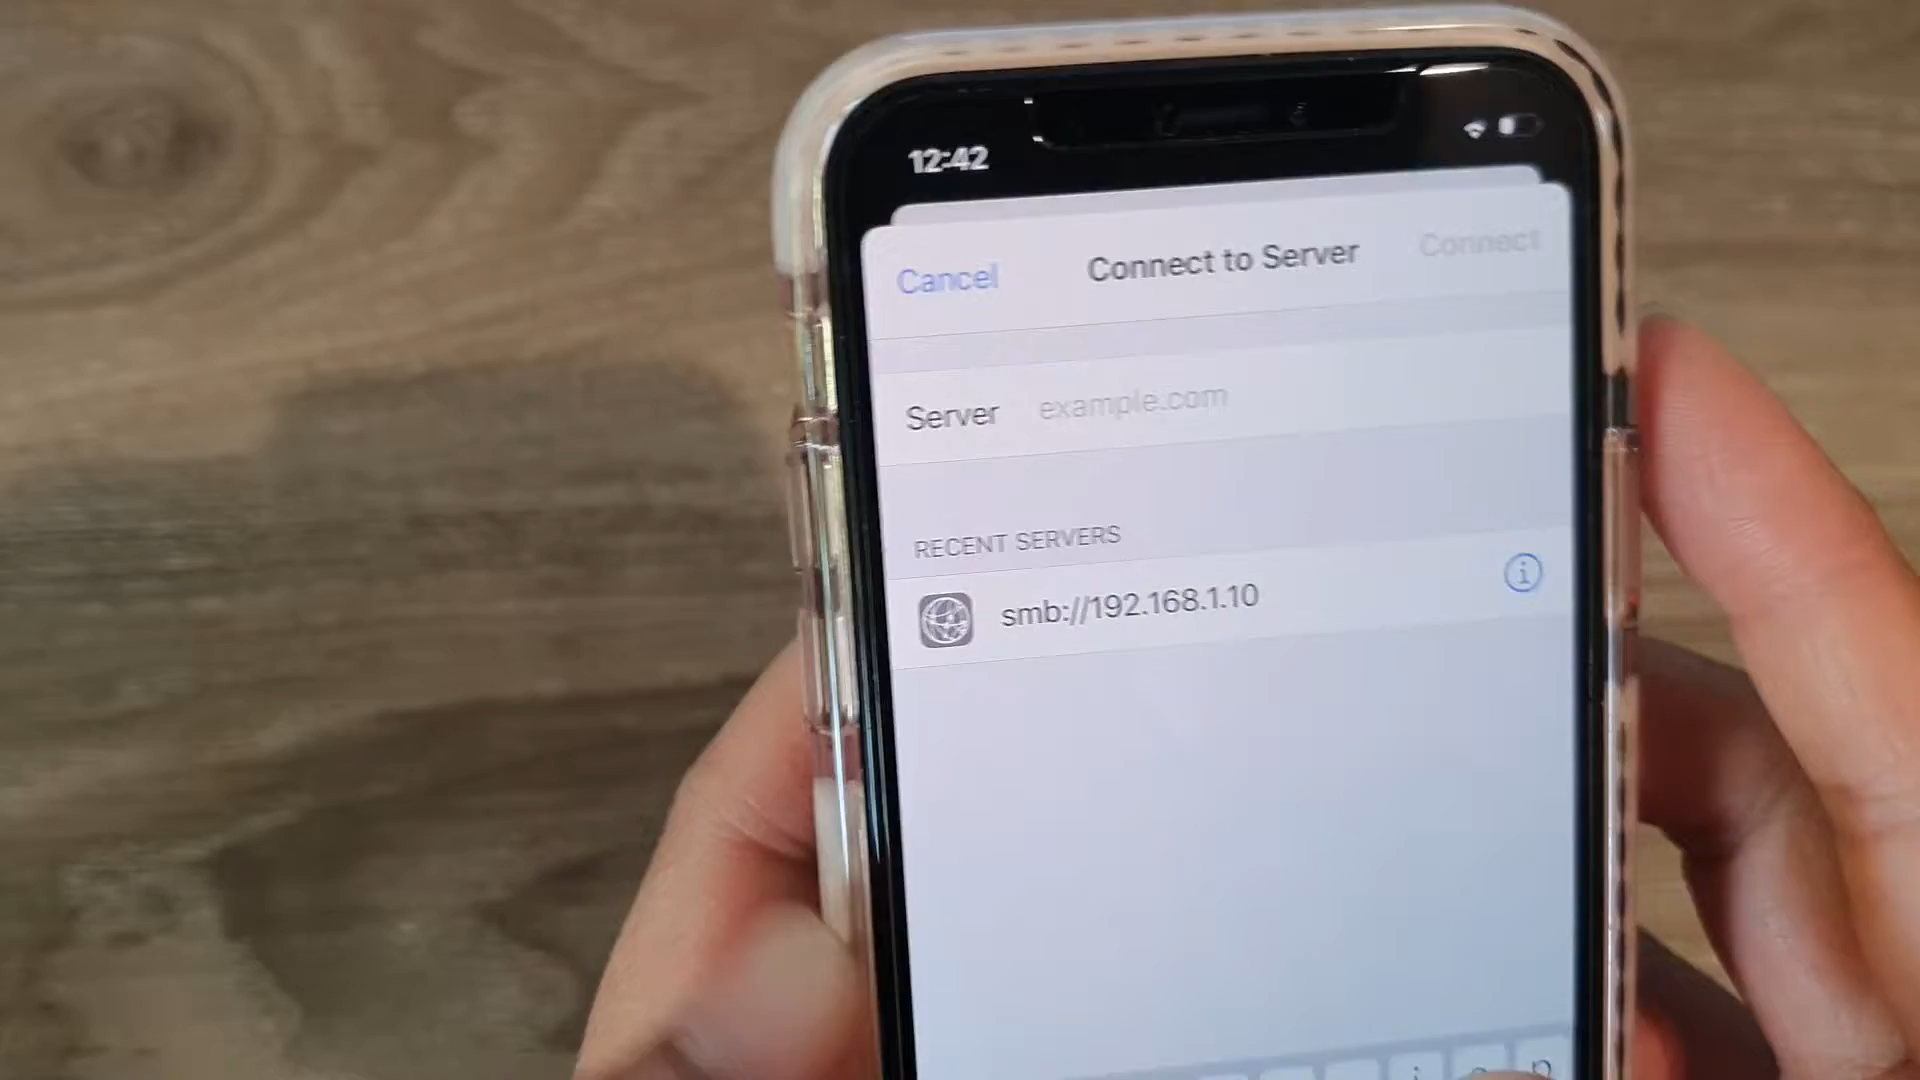 12:42
Cancel Connect to Server Connect
Server example.com
RECENT SERVERS
smb://192.168.1.10
i o p